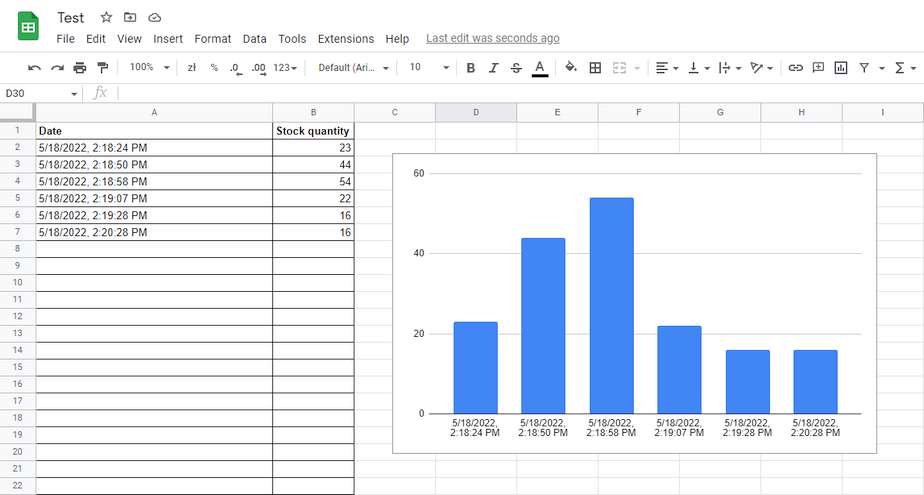 Test
File Edit View Insert Format Data Tools Extensions Help Last edit was seconds ago
100% zł % .0 .00 123 Default (Ari... 10 B I S A
D30 fx
A B C D E F G H I
1 Date Stock quantity
2 5/18/2022, 2:18:24 PM 23
3 5/18/2022, 2:18:50 PM 44
4 5/18/2022, 2:18:58 PM 54
5 5/18/2022, 2:19:07 PM 22
6 5/18/2022, 2:19:28 PM 16
7 5/18/2022, 2:20:28 PM 16
8
9
10
11
12
13
14
15
16
17
18
19
20
21
22
60
40
20
0
5/18/2022, 5/18/2022, 5/18/2022, 5/18/2022, 5/18/2022, 5/18/2022,
2:18:24 PM 2:18:50 PM 2:18:58 PM 2:19:07 PM 2:19:28 PM 2:20:28 PM